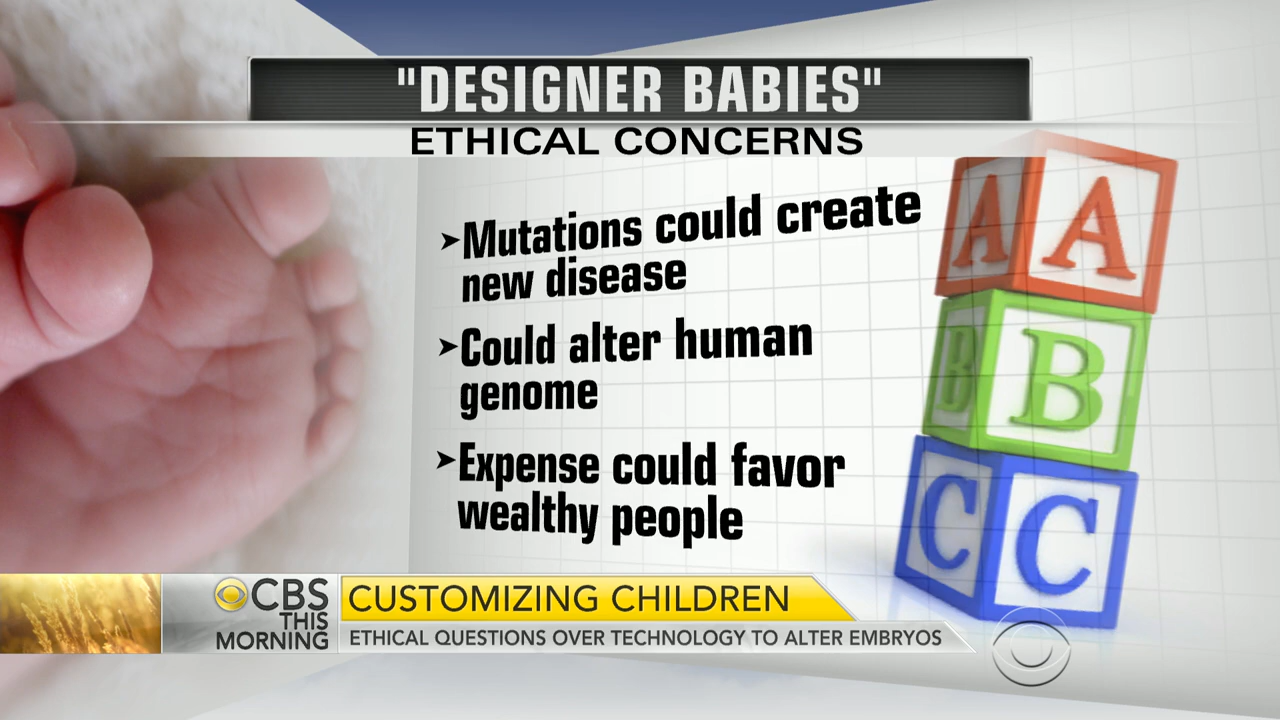 "DESIGNER BABIES"
ETHICAL CONCERNS
➤Mutations could create
new disease
➤Could alter human
genome
➤Expense could favor
wealthy people
A A
B B
C C
CBS
THIS
MORNING
CUSTOMIZING CHILDREN
ETHICAL QUESTIONS OVER TECHNOLOGY TO ALTER EMBRYOS